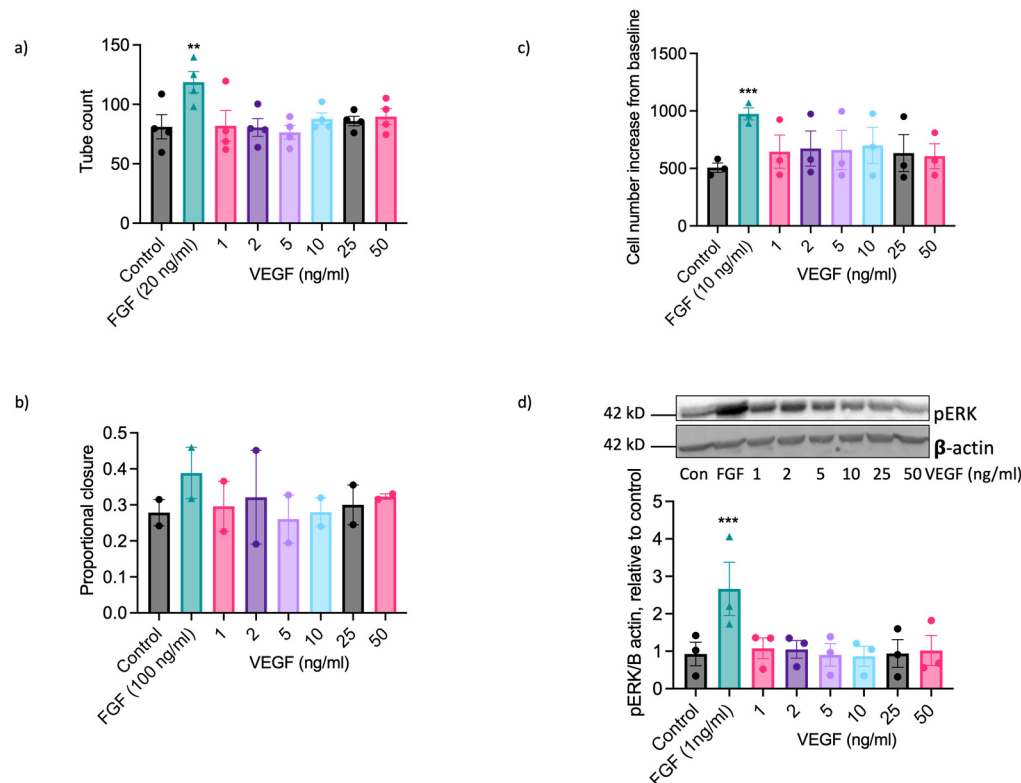 a)
Tube count
150
100
50
0
**
Control
FGF (20 ng/ml)
1
2
5
10
25
50
VEGF (ng/ml)
c)
Cell number increase from baseline
1500
1000
500
0
***
Control
FGF (10 ng/ml)
1
2
5
10
25
50
VEGF (ng/ml)
b)
Proportional closure
0.5
0.4
0.3
0.2
0.1
0.0
Control
FGF (100 ng/ml)
1
2
5
10
25
50
VEGF (ng/ml)
d)
42 kD
pERK
42 kD
β-actin
Con FGF 1 2 5 10 25 50 VEGF (ng/ml)
pERK/B actin, relative to control
5
4
3
2
1
0
***
Control
FGF (1ng/ml)
1
2
5
10
25
50
VEGF (ng/ml)